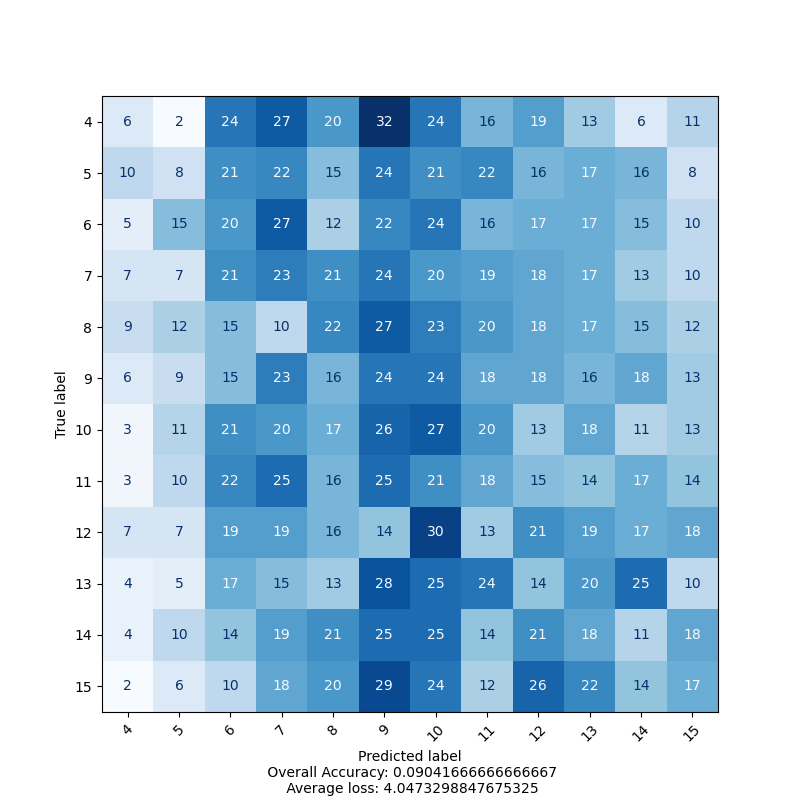 4 6 2 24 27 20 32 24 16 19 13 6 11
5 10 8 21 22 15 24 21 22 16 17 16 8
6 5 15 20 27 12 22 24 16 17 17 15 10
7 7 7 21 23 21 24 20 19 18 17 13 10
8 9 12 15 10 22 27 23 20 18 17 15 12
9 6 9 15 23 16 24 24 18 18 16 18 13
True label
10 3 11 21 20 17 26 27 20 13 18 11 13
11 3 10 22 25 16 25 21 18 15 14 17 14
12 7 7 19 19 16 14 30 13 21 19 17 18
13 4 5 17 15 13 28 25 24 14 20 25 10
14 4 10 14 19 21 25 25 14 21 18 11 18
15 2 6 10 18 20 29 24 12 26 22 14 17
4 5 6 7 8 9 10 11 12 13 14 15
Predicted label
Overall Accuracy: 0.09041666666666667
Average loss: 4.0473298847675325